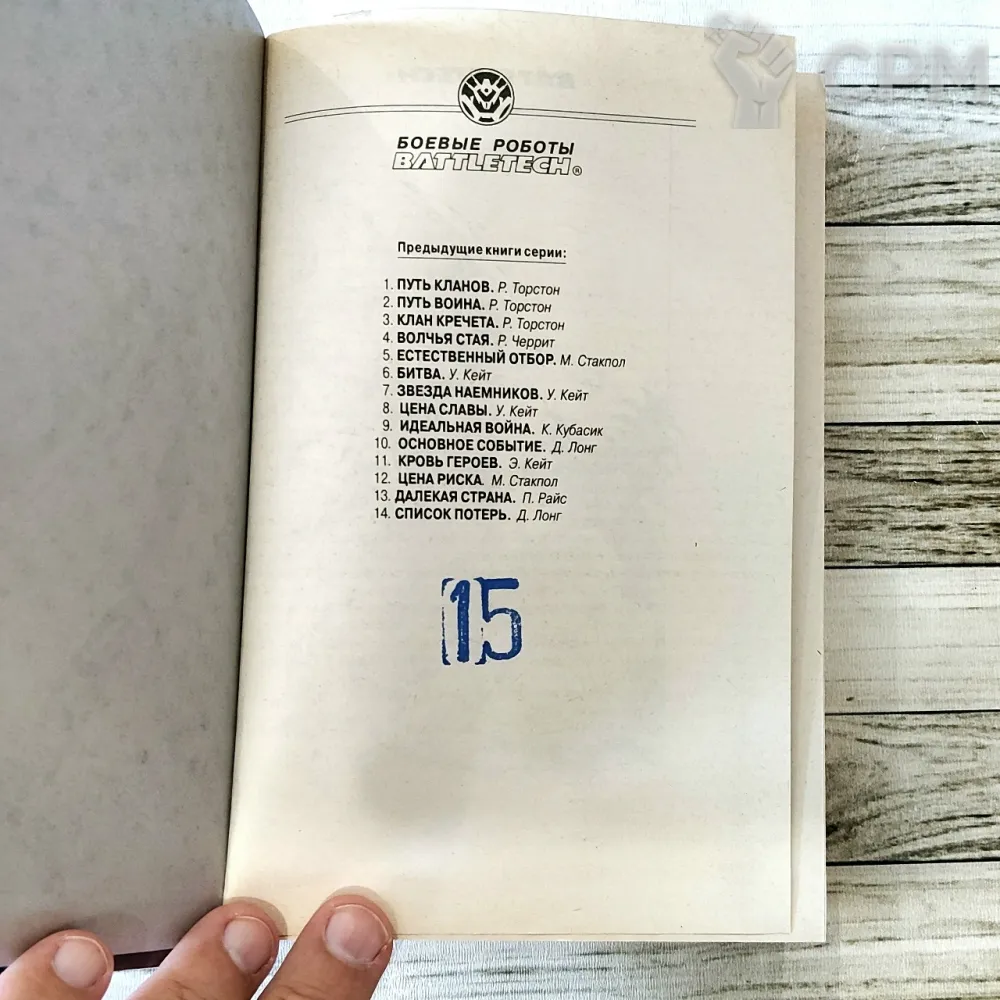 СРМ
БОЕВЫЕ РОБОТЫ
BATTLETECH®
Предыдущие книги серии:
1. ПУТЬ КЛАНОВ. Р. Торстон
2. ПУТЬ ВОИНА. Р. Торстон
3. КЛАН КРЕЧЕТА. Р. Торстон
4. ВОЛЧЬЯ СТАЯ. Р. Черрит
5. ЕСТЕСТВЕННЫЙ ОТБОР. М. Стакпол
6. БИТВА. У. Кейт
7. ЗВЕЗДА НАЕМНИКОВ. У. Кейт
8. ЦЕНА СЛАВЫ. У. Кейт
9. ИДЕАЛЬНАЯ ВОЙНА. К. Кубасик
10. ОСНОВНОЕ СОБЫТИЕ. Д. Лонг
11. КРОВЬ ГЕРОЕВ. Э. Кейт
12. ЦЕНА РИСКА. М. Стакпол
13. ДАЛЕКАЯ СТРАНА. П. Райс
14. СПИСОК ПОТЕРЬ. Д. Лонг
15